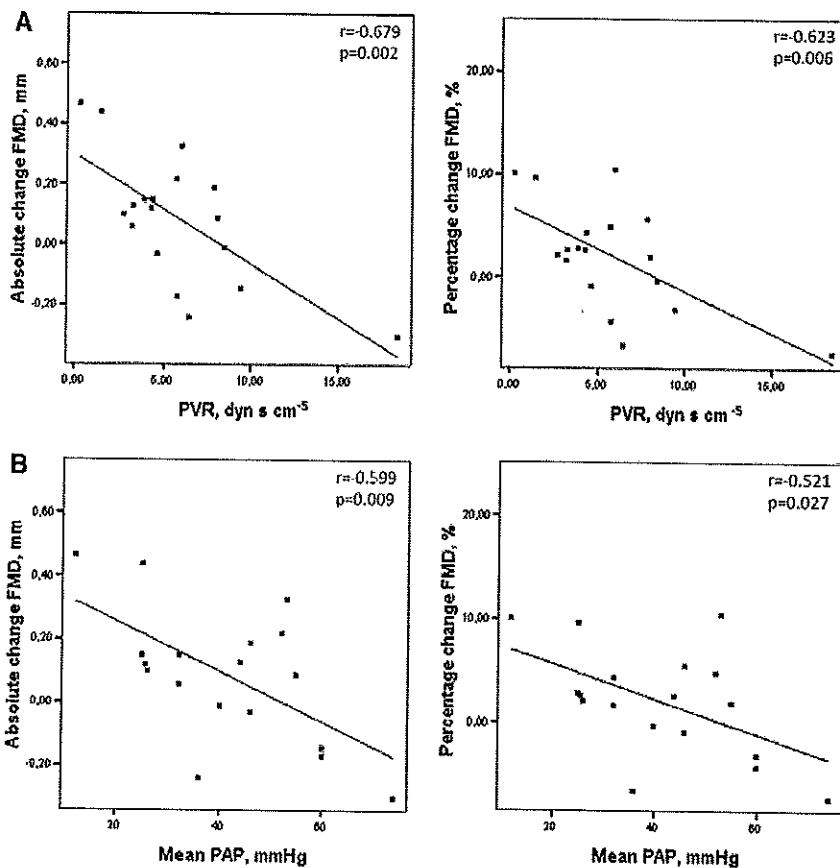 A
r=-0.679
p=0.002
Absolute change FMD, mm
0,60
0,40
0,20
0,00
-0,20
0,00
5,00
10,00
15,00
PVR, dyn s cm-5
r=-0.623
p=0.006
Percentage change FMD, %
20,00
10,00
0,00
0,00
5,00
10,00
15,00
PVR, dyn s cm-5
B
r=-0.599
p=0.009
Absolute change FMD, mm
0,60
0,40
0,20
0,00
-0,20
20
40
60
Mean PAP, mmHg
r=-0.521
p=0.027
Percentage change FMD, %
20,00
10,00
0,00
20
40
60
Mean PAP, mmHg